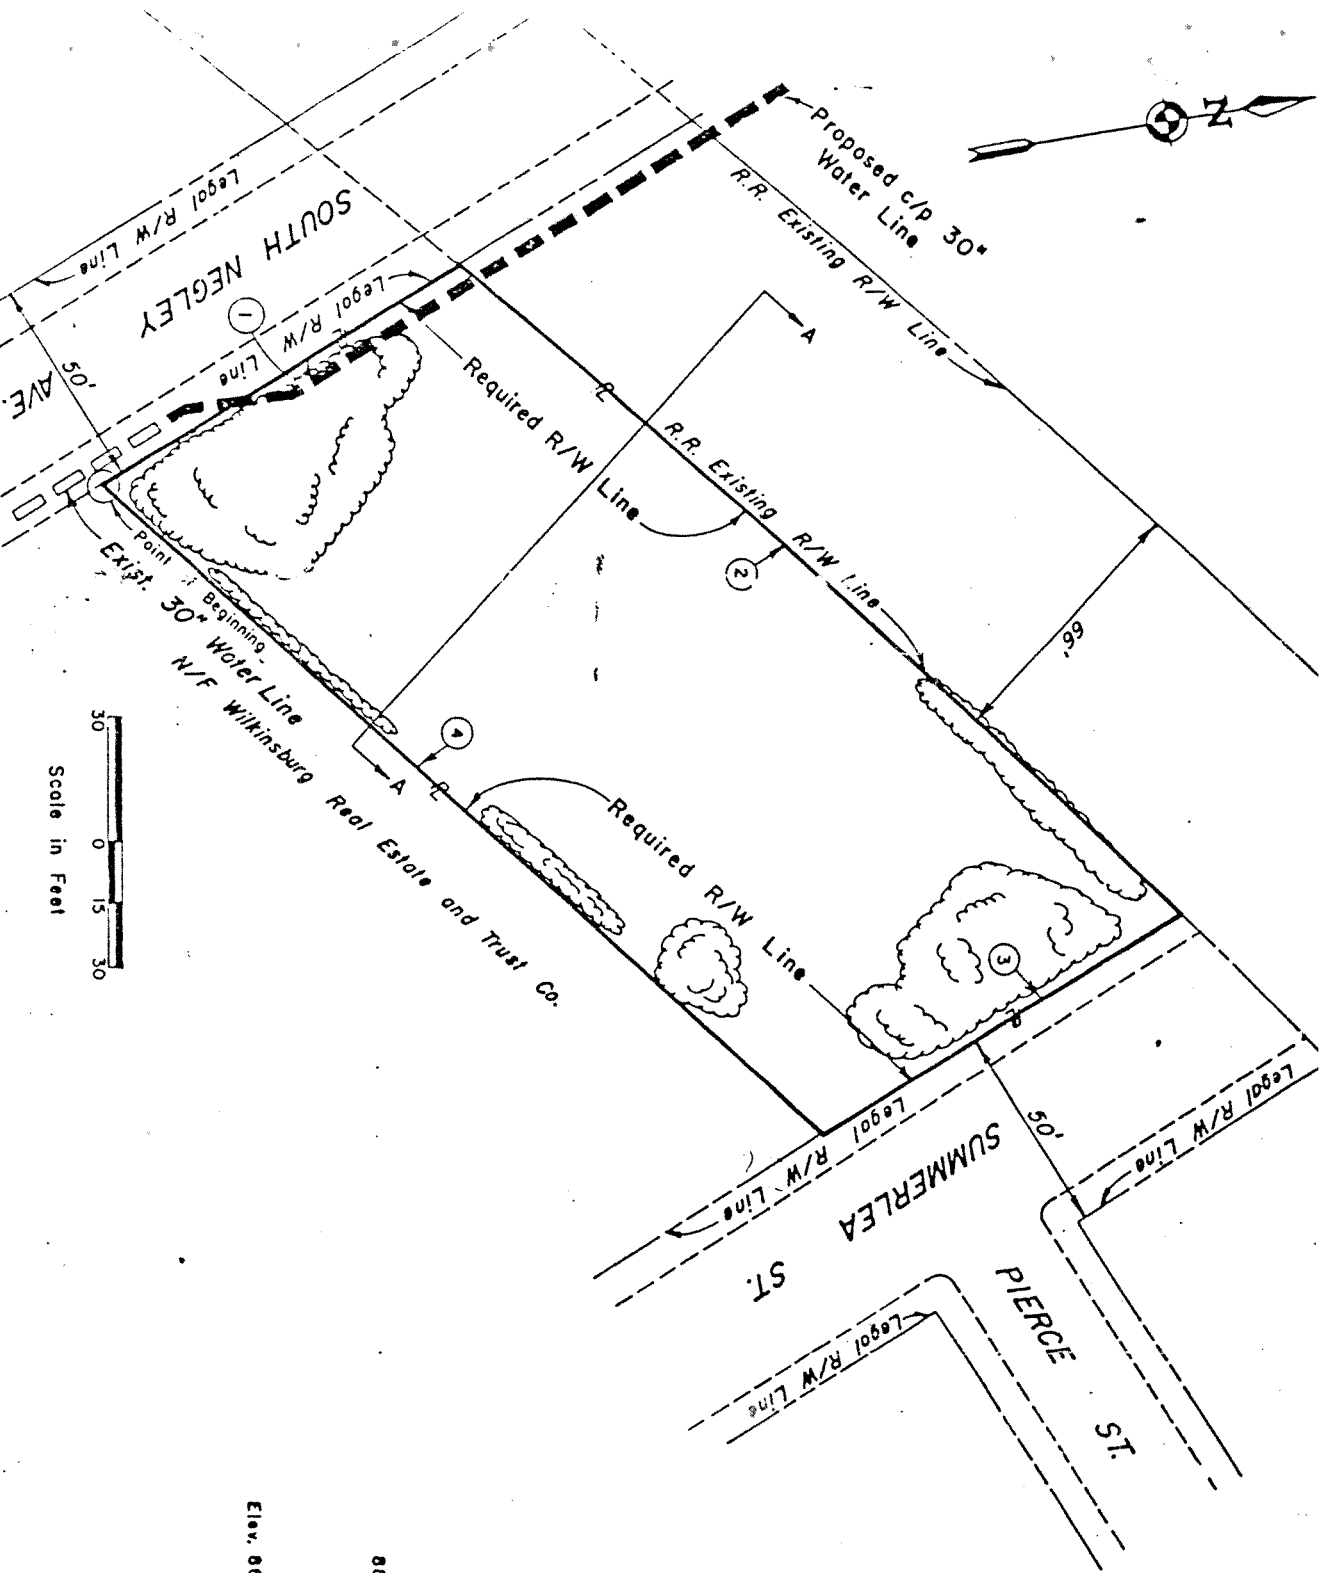 N
Proposed c/p 30"
Water Line
R.R. Existing R/W Line
Legal R/W Line
SOUTH NEGLEY
AVE.
50'
Legal R/W
Line
1
A
Required R/W Line
R.R. Existing R/W Line
2
66'
Point of Beginning
Exist. 30" Water Line
N/F Wilkinsburg Real Estate and Trust Co.
4
A
Required R/W Line
3
30 0 15 30
Scale in Feet
Legal R/W Line
SUMMERLEA
ST.
50'
Legal R/W Line
Legal R/W Line
PIERCE ST.